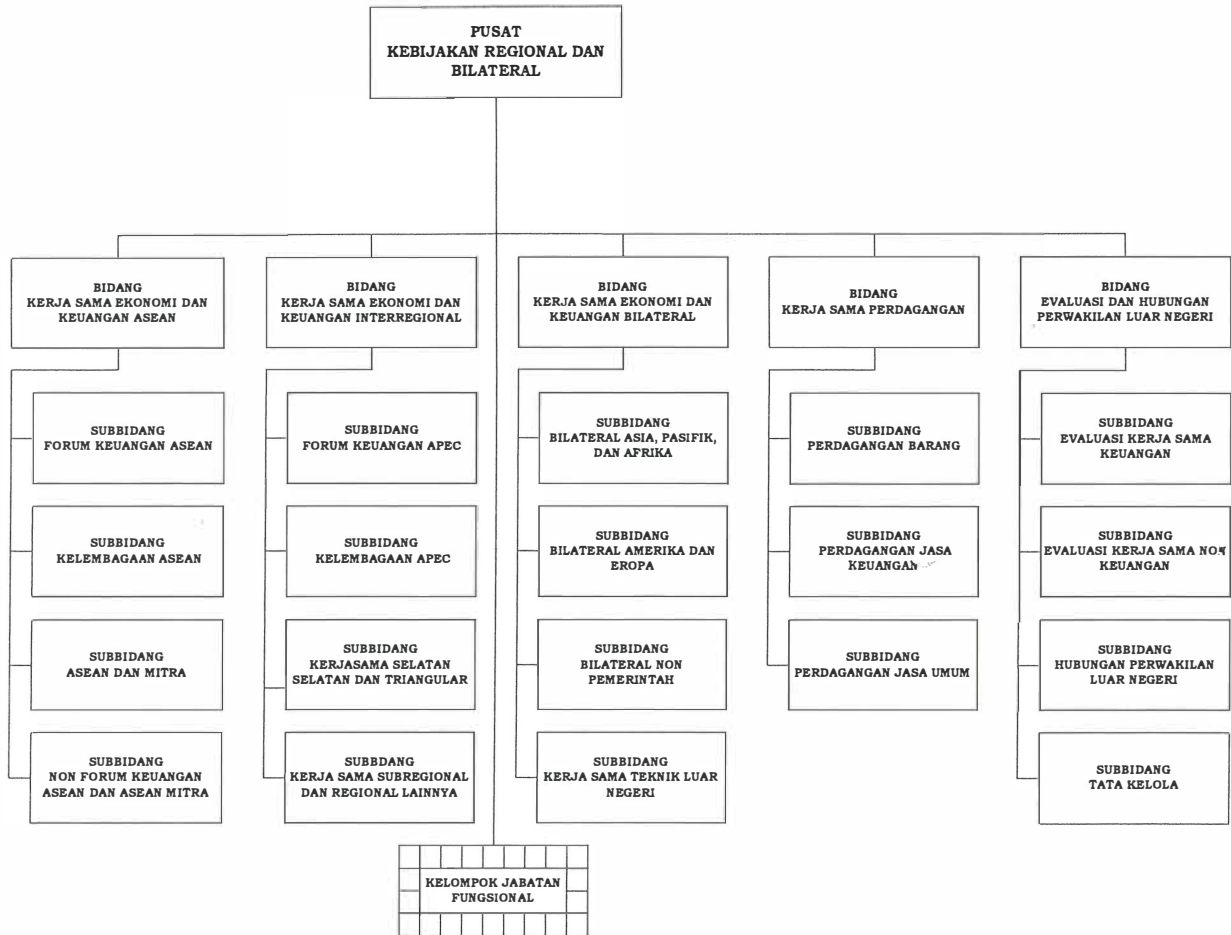 PUSAT
KEBIJAKAN REGIONAL DAN
BILATERAL
BIDANG
KERJA SAMA EKONOMI DAN
KEUANGAN ASEAN
BIDANG
KERJA SAMA EKONOMI DAN
KEUANGAN INTERREGIONAL
BIDANG
KERJA SAMA EKONOMI DAN
KEUANGAN BILATERAL
BIDANG
KERJA SAMA PERDAGANGAN
BIDANG
EVALUASI DAN HUBUNGAN
PERWAKILAN LUAR NEGERI
SUBBIDANG
FORUM KEUANGAN ASEAN
SUBBIDANG
FORUM KEUANGAN APEC
SUBBIDANG
BILATERAL ASIA, PASIFIK,
DAN AFRIKA
SUBBIDANG
PERDAGANGAN BARANG
SUBBIDANG
EVALUASI KERJA SAMA
KEUANGAN
SUBBIDANG
KELEMBAGAAN ASEAN
SUBBIDANG
KELEMBAGAAN APEC
SUBBIDANG
BILATERAL AMERIKA DAN
EROPA
SUBBIDANG
PERDAGANGAN JASA
KEUANGAN
SUBBIDANG
EVALUASI KERJA SAMA NON
KEUANGAN
SUBBIDANG
ASEAN DAN MITRA
SUBBIDANG
KERJASAMA SELATAN
SELATAN DAN TRIANGULAR
SUBBIDANG
BILATERAL NON
PEMERINTAH
SUBBIDANG
PERDAGANGAN JASA UMUM
SUBBIDANG
HUBUNGAN PERWAKILAN
LUAR NEGERI
SUBBIDANG
NON FORUM KEUANGAN
ASEAN DAN ASEAN MITRA
SUBBDANG
KERJA SAMA SUBREGIONAL
DAN REGIONAL LAINNYA
SUBBIDANG
KERJA SAMA TEKNIK LUAR
NEGERI
SUBBIDANG
TATA KELOLA
KELOMPOK JABATAN
FUNGSIONAL